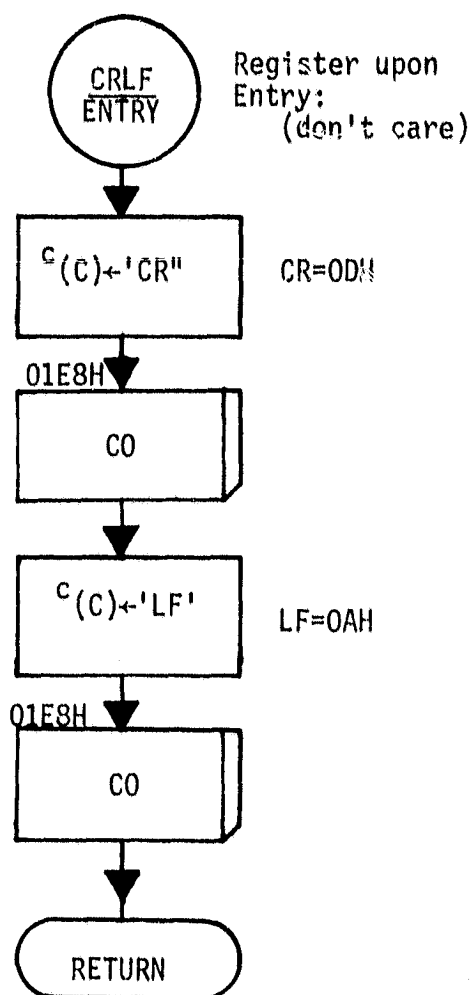 CRLF
ENTRY
Register upon
Entry:
(don't care)
c(C)←'CR"
CR=0DH
01E8H
CO
c(C)←'LF'
LF=0AH
01E8H
CO
RETURN